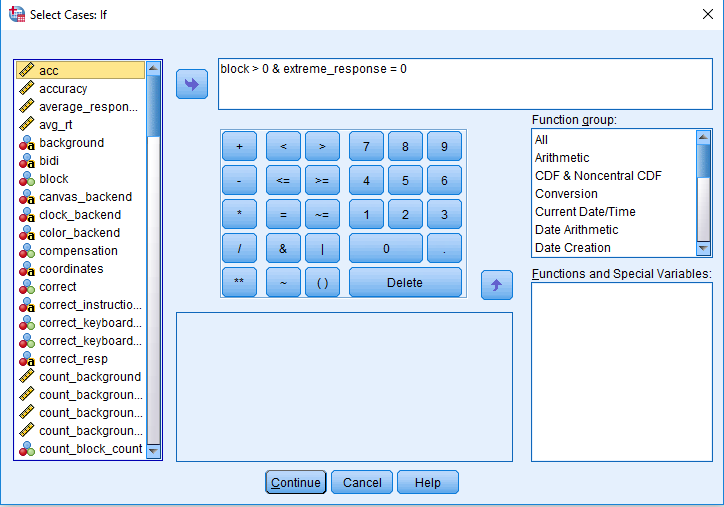 Select Cases: If
acc
accuracy
average_respon...
avg_rt
background
bidi
block
canvas_backend
clock_backend
color_backend
compensation
coordinates
correct
correct_instructio...
correct_keyboard...
correct_keyboard...
correct_resp
count_background
count_backgroun...
count_backgroun...
count_backgroun...
count_block_count
block > 0 & extreme_response = 0
+ < > 7 8 9
- <= >= 4 5 6
* = ~= 1 2 3
/ & | 0 .
** ~ ( ) Delete
Function group:
All
Arithmetic
CDF & Noncentral CDF
Conversion
Current Date/Time
Date Arithmetic
Date Creation
Functions and Special Variables:
Continue Cancel Help